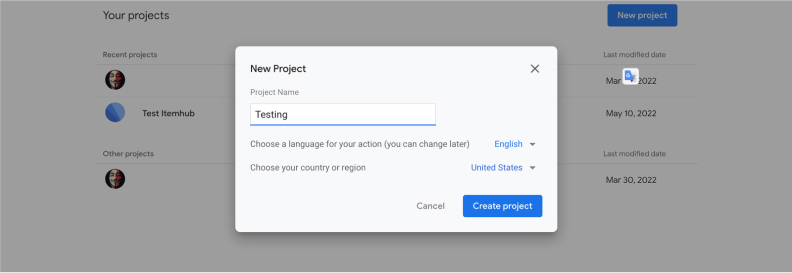 Your projects
New project
Recent projects
Last modified date
Mar 2022
Test Itemhub
May 10, 2022
Other projects
Last modified date
Mar 30, 2022
New Project
Project Name
Testing
Choose a language for your action (you can change later) English
Choose your country or region United States
Cancel Create project